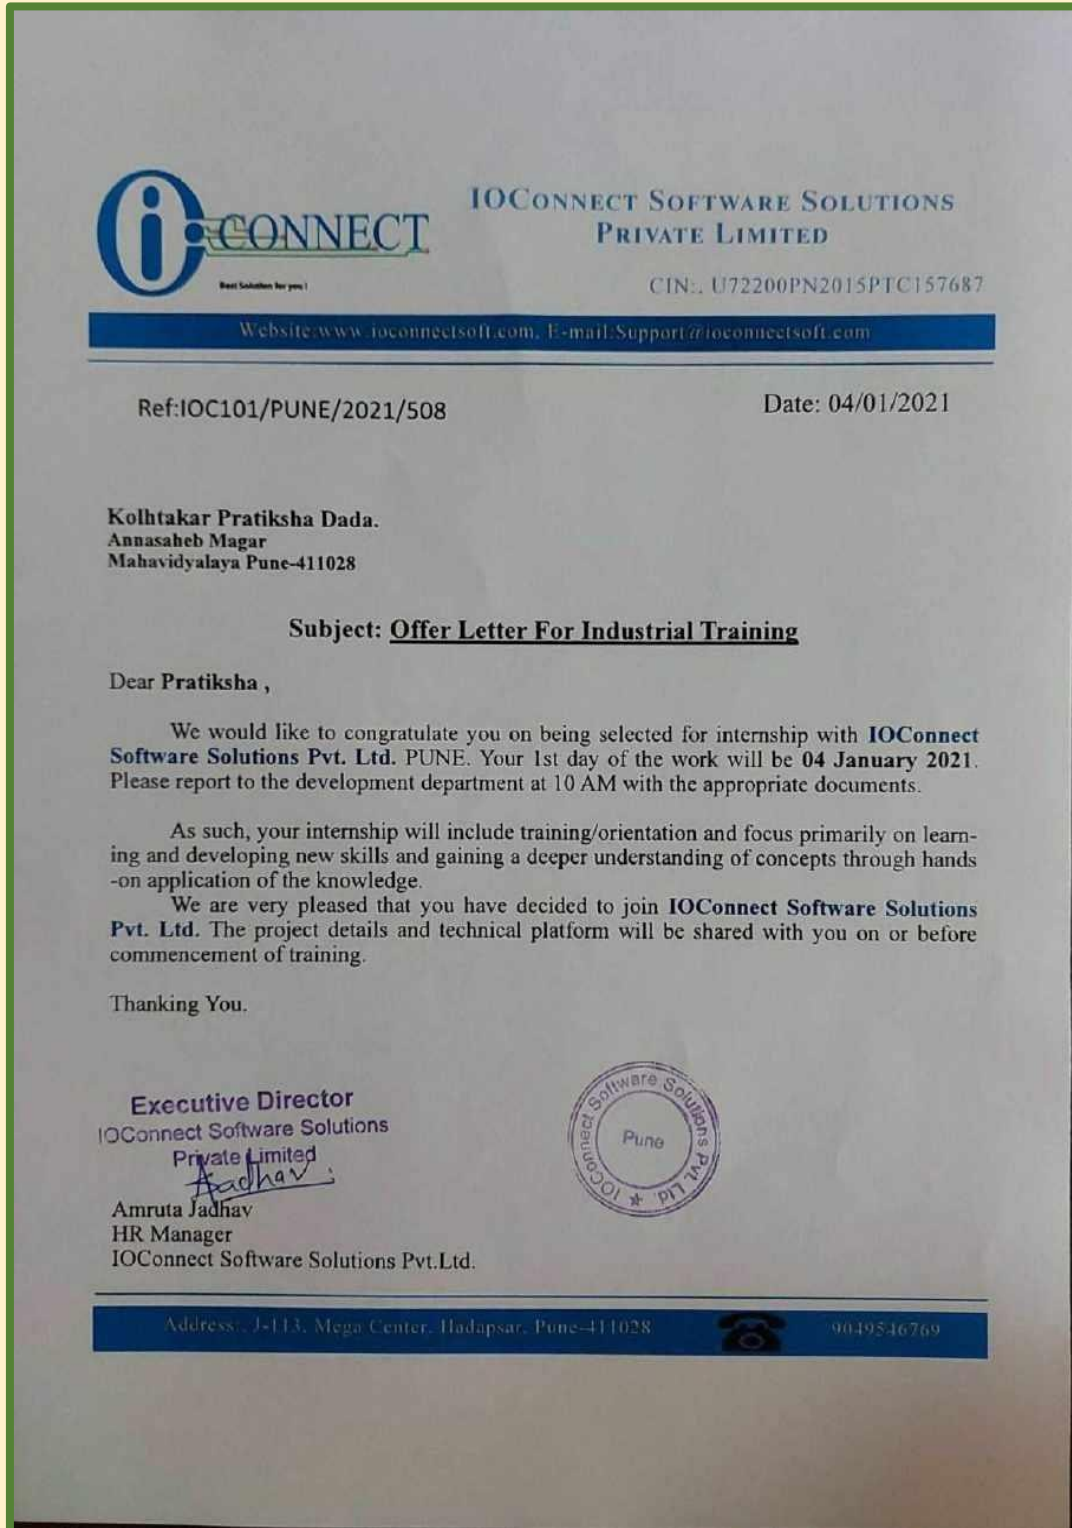 iO CONNECT
Best Solution for you !
IOCONNECT SOFTWARE SOLUTIONS
PRIVATE LIMITED
CIN:. U72200PN2015PTC157687
Website:www.ioconnectsoft.com, E-mail:Support@ioconnectsoft.com
Ref:IOC101/PUNE/2021/508
Date: 04/01/2021
Kolhtakar Pratiksha Dada.
Annasaheb Magar
Mahavidyalaya Pune-411028
Subject: Offer Letter For Industrial Training
Dear Pratiksha ,
We would like to congratulate you on being selected for internship with IOConnect
Software Solutions Pvt. Ltd. PUNE. Your 1st day of the work will be 04 January 2021.
Please report to the development department at 10 AM with the appropriate documents.
As such, your internship will include training/orientation and focus primarily on learn-
ing and developing new skills and gaining a deeper understanding of concepts through hands
-on application of the knowledge.
We are very pleased that you have decided to join IOConnect Software Solutions
Pvt. Ltd. The project details and technical platform will be shared with you on or before
commencement of training.
Thanking You.
Executive Director
IOConnect Software Solutions
Private Limited
AJadhav
Amruta Jadhav
HR Manager
IOConnect Software Solutions Pvt.Ltd.
IOConnect Software Solutions Pvt. Ltd.
Pune
Address:. J-113, Mega Center, Hadapsar, Pune-411028
9049546769